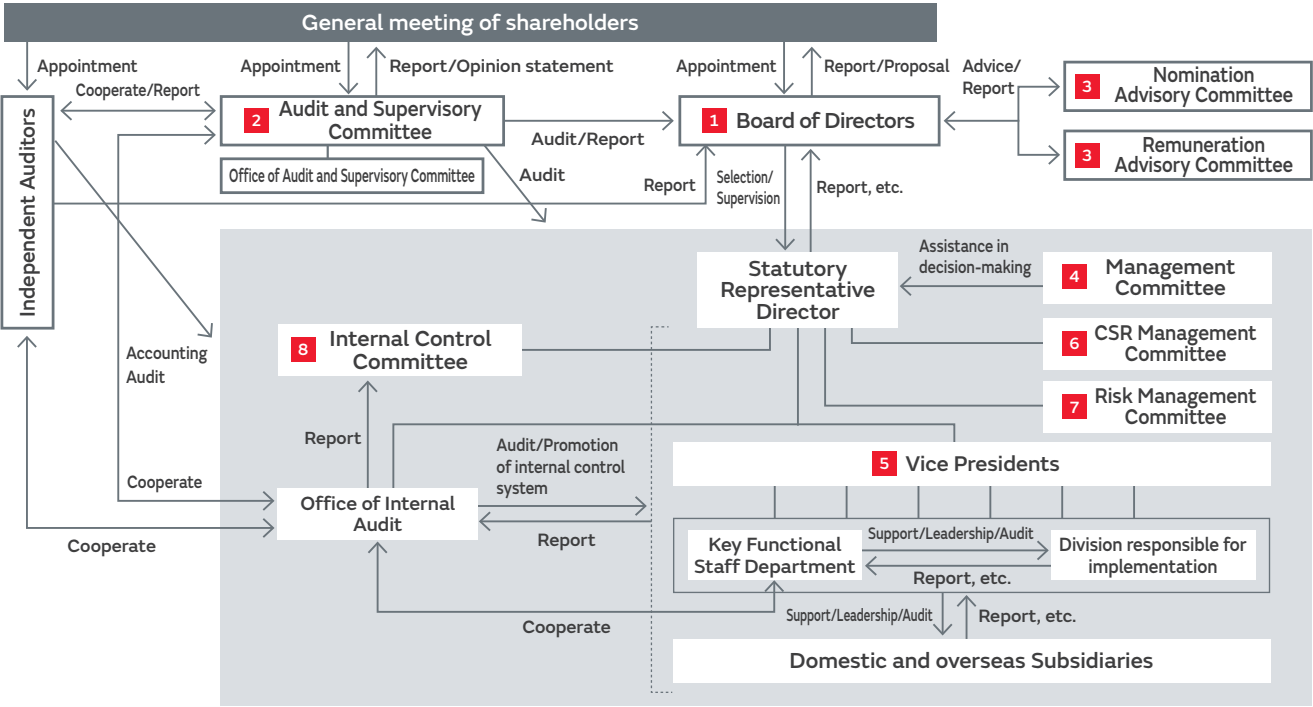 General meeting of shareholders
Appointment
Appointment
Report/Opinion statement
Appointment
Report/Proposal
Advice/
Report
Cooperate/Report
3
Nomination
Advisory Committee
2
Audit and Supervisory
Committee
Audit/Report
1
Board of Directors
3
Remuneration
Advisory Committee
Independent Auditors
Office of Audit and Supervisory Committee
Audit
Report
Selection/
Supervision
Report, etc.
Statutory
Representative
Director
Assistance in
decision-making
4
Management
Committee
Accounting
Audit
8
Internal Control
Committee
6
CSR Management
Committee
7
Risk Management
Committee
Report
Audit/Promotion
of internal control
system
5
Vice Presidents
Cooperate
Office of Internal
Audit
Cooperate
Report
Key Functional
Staff Department
Support/Leadership/Audit
Report, etc.
Division responsible for
implementation
Cooperate
Support/Leadership/Audit
Report, etc.
Domestic and overseas Subsidiaries